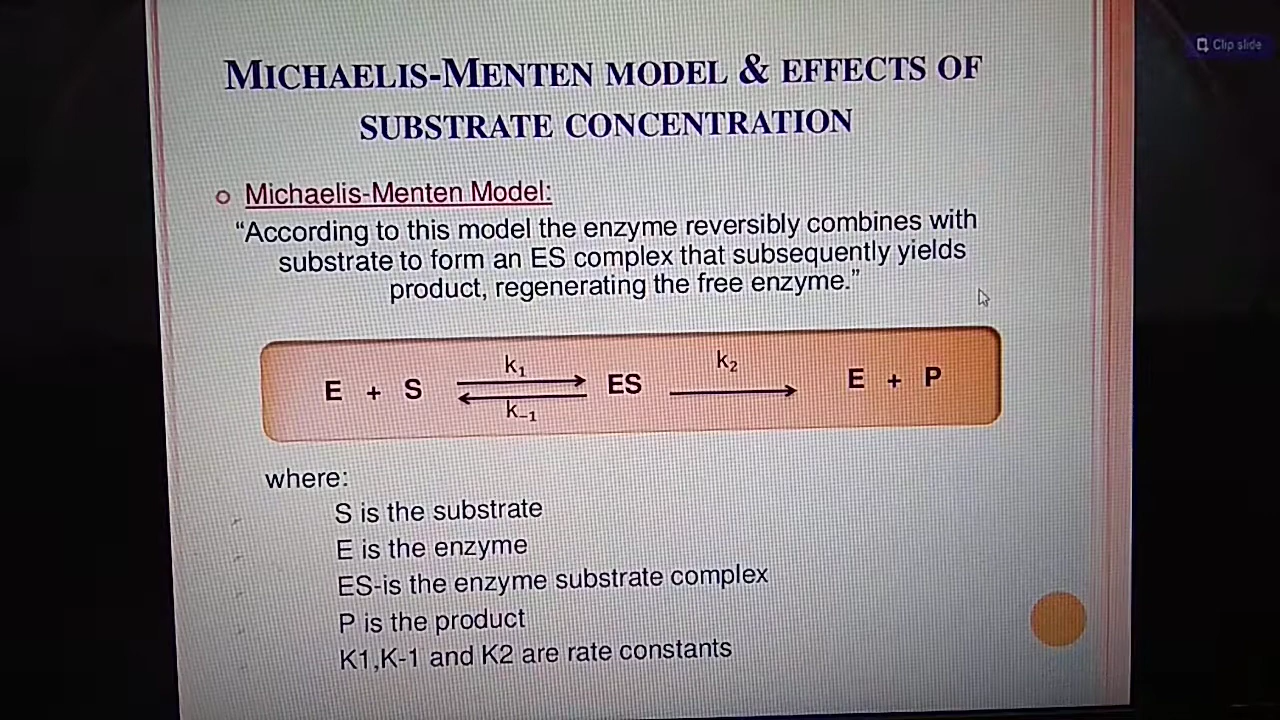 Clip slide
MICHAELIS-MENTEN MODEL & EFFECTS OF
SUBSTRATE CONCENTRATION
Michaelis-Menten Model:
“According to this model the enzyme reversibly combines with
substrate to form an ES complex that subsequently yields
product, regenerating the free enzyme.”
k₁ k₂
E + S ES E + P
k₋₁
where:
S is the substrate
E is the enzyme
ES-is the enzyme substrate complex
P is the product
K1,K-1 and K2 are rate constants